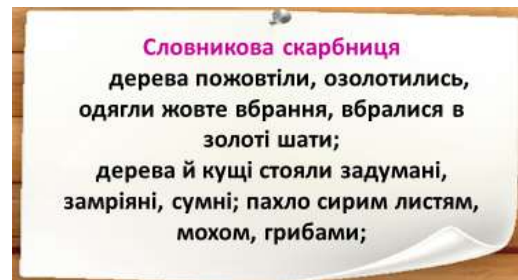 Словникова скарбниця
дерева пожовтіли, озолотились,
одягли жовте вбрання, вбралися в
золоті шати;
дерева й кущі стояли задумані,
замріяні, сумні; пахло сирим листям,
мохом, грибами;